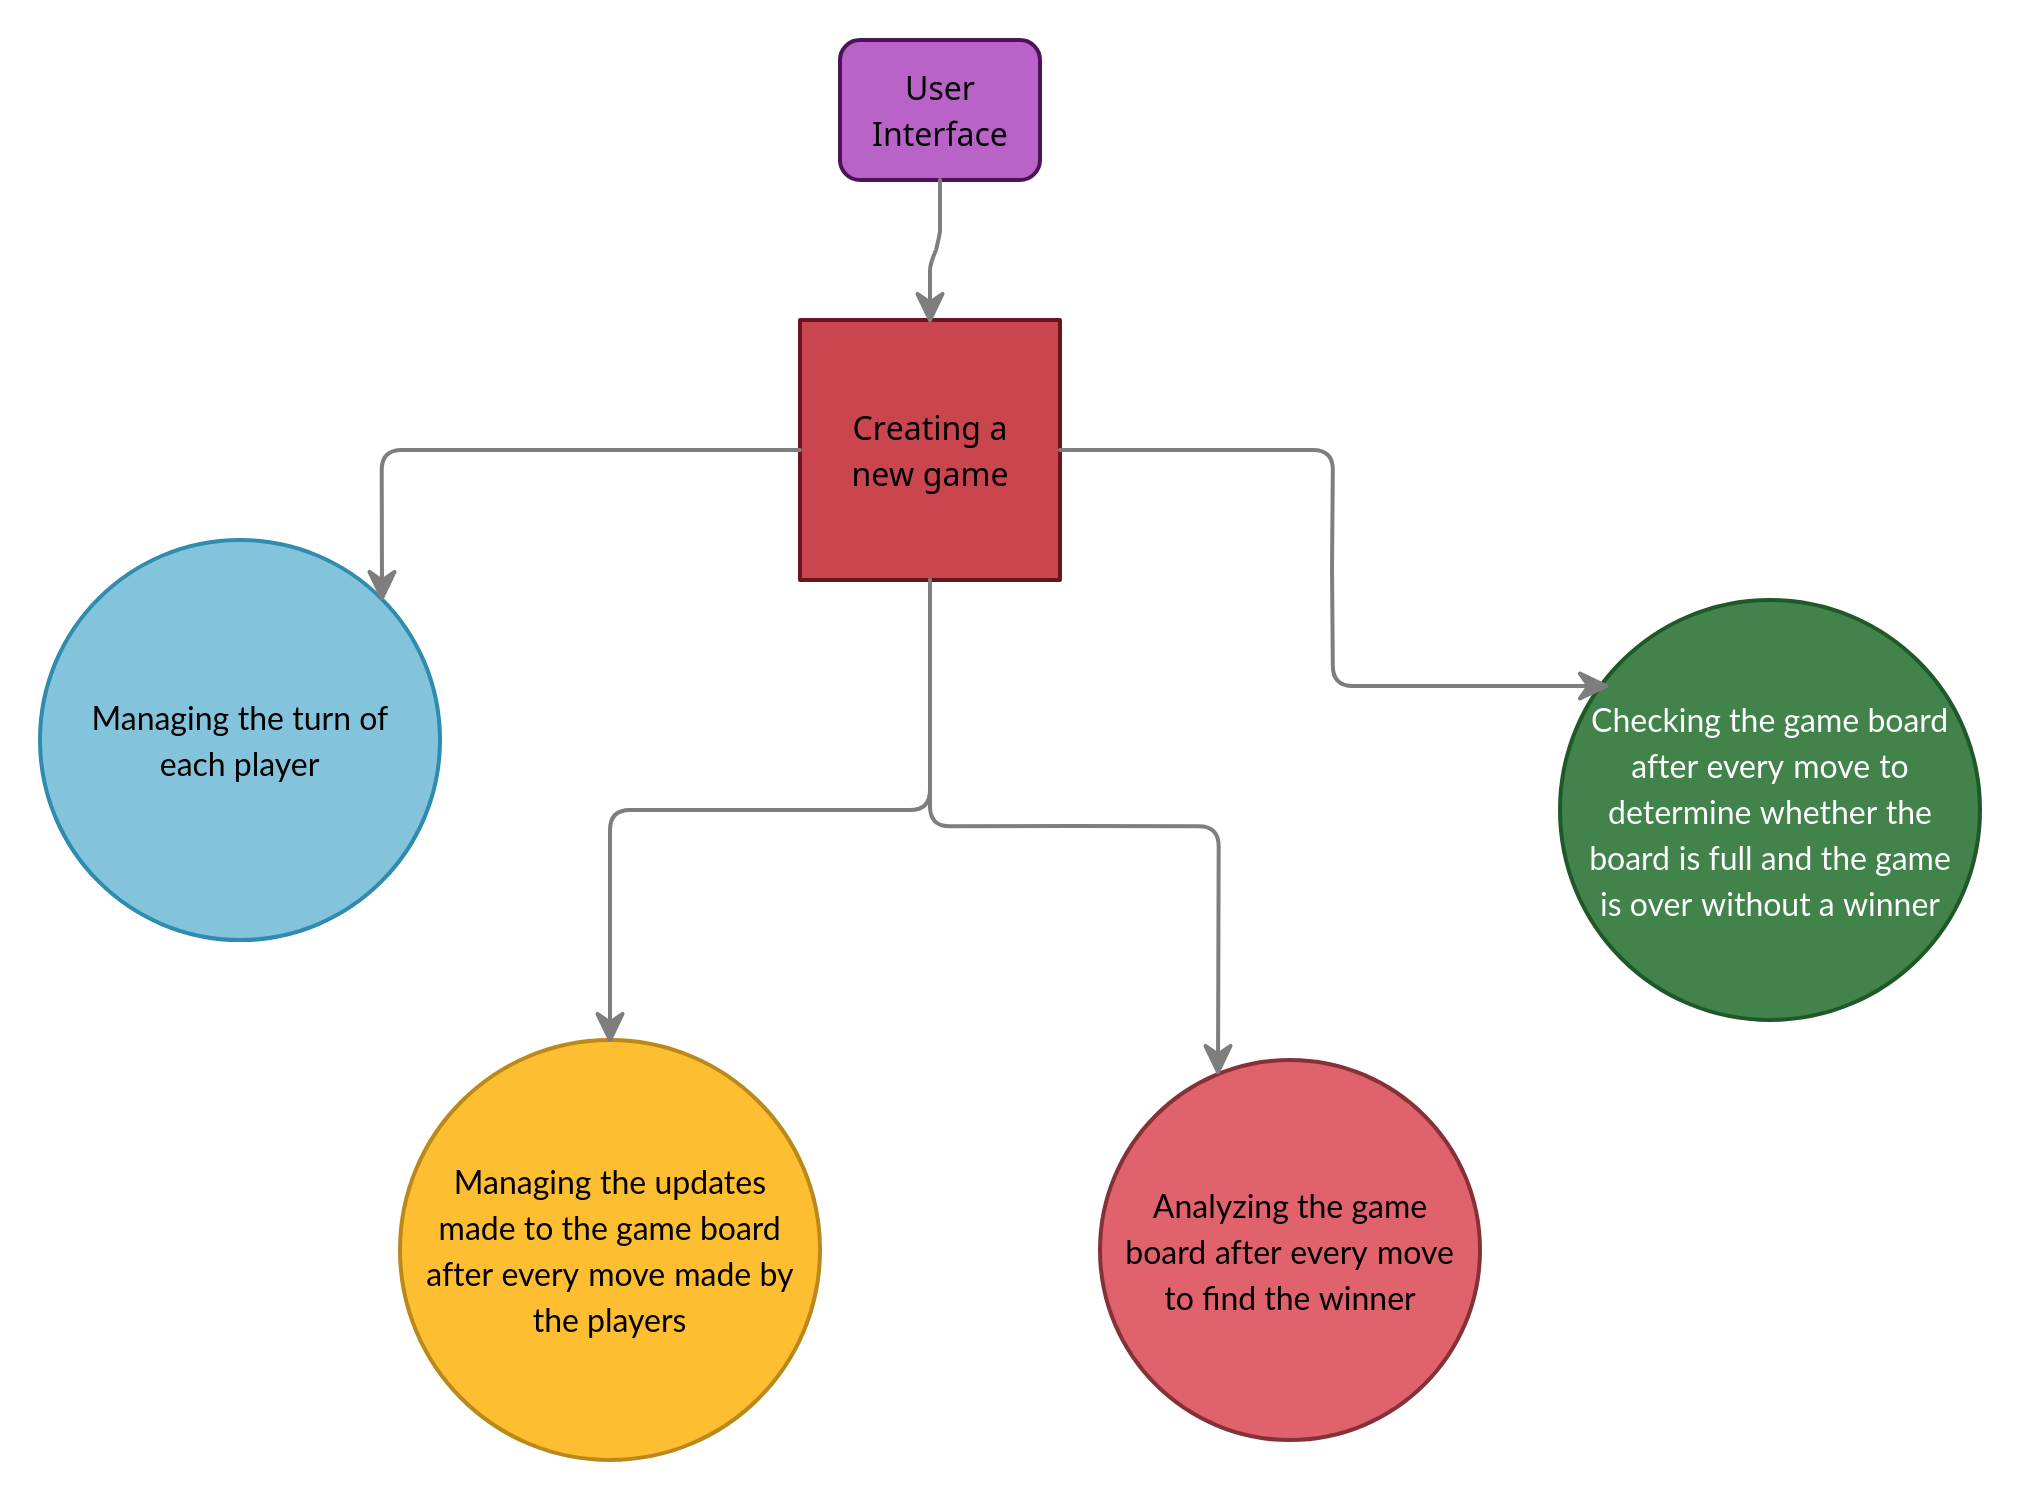 User
Interface
Creating a
new game
Managing the turn of
each player
Checking the game board
after every move to
determine whether the
board is full and the game
is over without a winner
Managing the updates
made to the game board
after every move made by
the players
Analyzing the game
board after every move
to find the winner